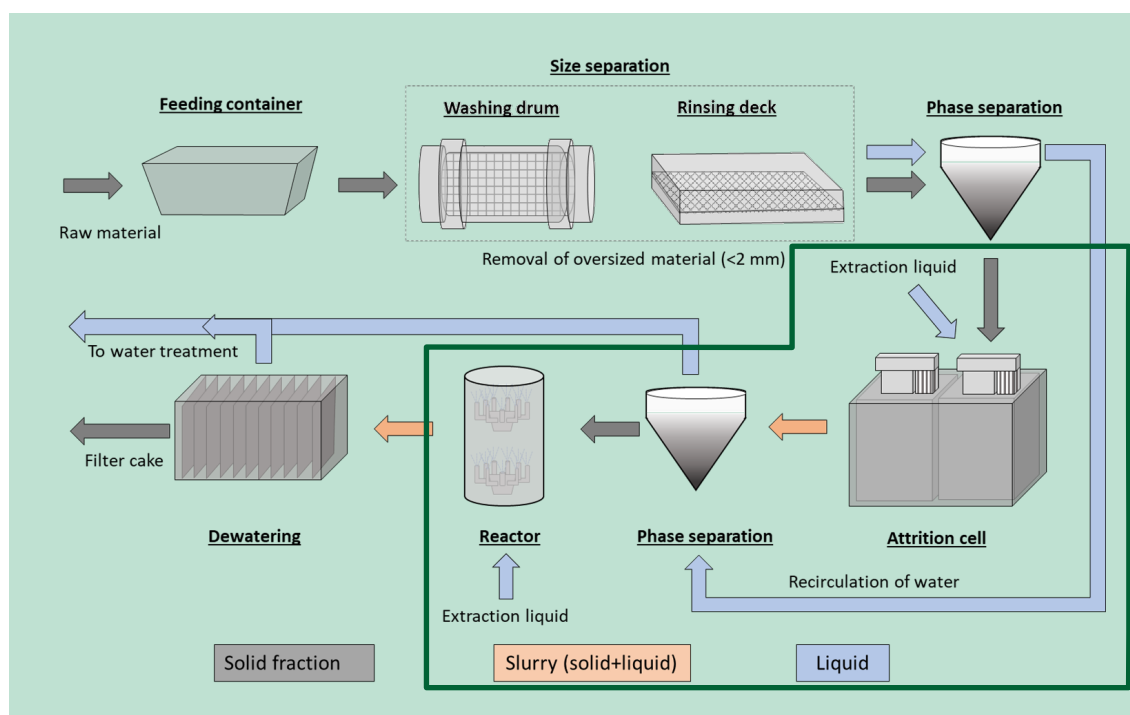 Size separation
Feeding container
Washing drum
Rinsing deck
Phase separation
Raw material
Removal of oversized material (<2 mm)
Extraction liquid
To water treatment
Filter cake
Dewatering
Reactor
Phase separation
Attrition cell
Recirculation of water
Extraction liquid
Solid fraction
Slurry (solid+liquid)
Liquid